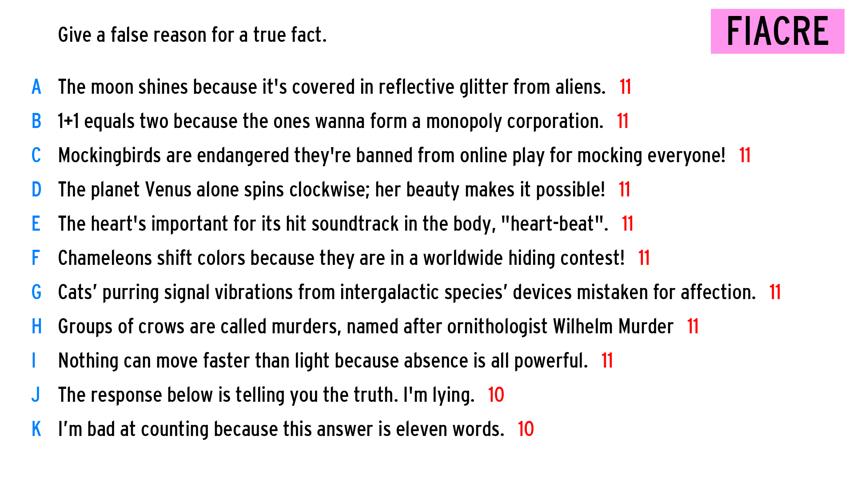 Give a false reason for a true fact.
FIACRE
A The moon shines because it's covered in reflective glitter from aliens. 11
B 1+1 equals two because the ones wanna form a monopoly corporation. 11
C Mockingbirds are endangered they're banned from online play for mocking everyone! 11
D The planet Venus alone spins clockwise; her beauty makes it possible! 11
E The heart's important for its hit soundtrack in the body, "heart-beat". 11
F Chameleons shift colors because they are in a worldwide hiding contest! 11
G Cats’ purring signal vibrations from intergalactic species’ devices mistaken for affection. 11
H Groups of crows are called murders, named after ornithologist Wilhelm Murder 11
I Nothing can move faster than light because absence is all powerful. 11
J The response below is telling you the truth. I'm lying. 10
K I’m bad at counting because this answer is eleven words. 10